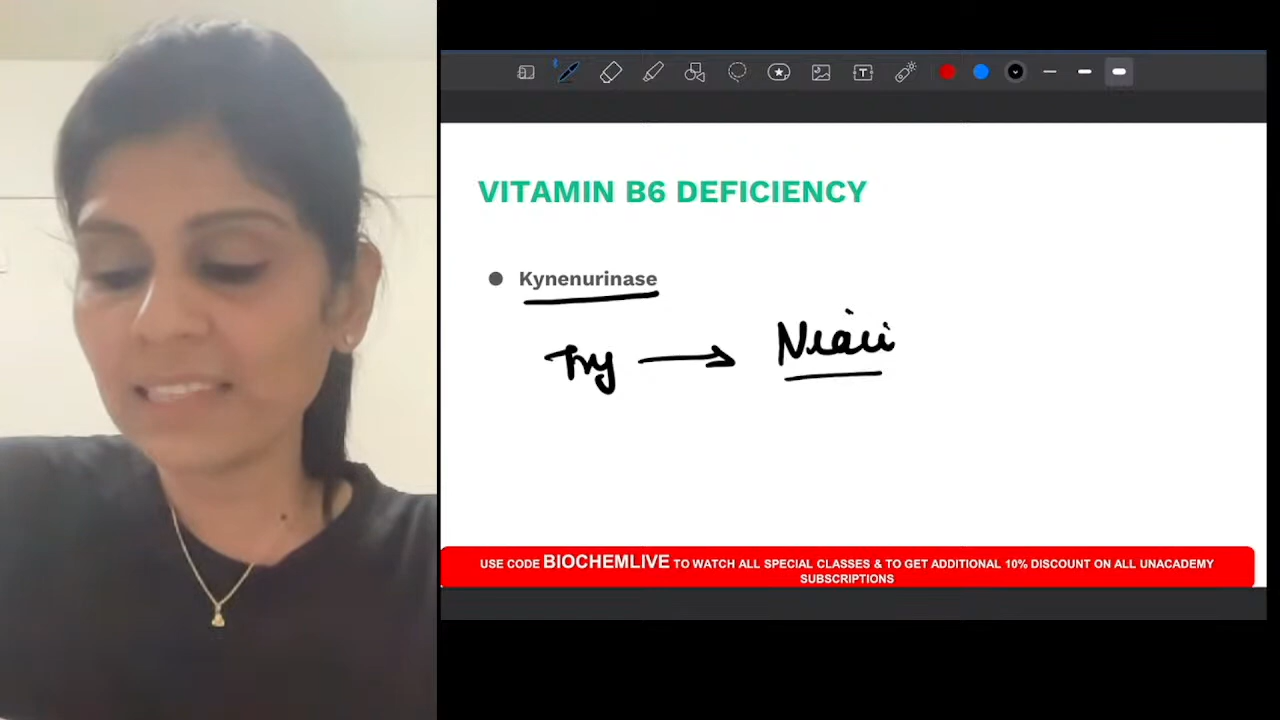 VITAMIN B6 DEFICIENCY
● Kynenurinase
Try → Niaci
USE CODE BIOCHEMLIVE TO WATCH ALL SPECIAL CLASSES & TO GET ADDITIONAL 10% DISCOUNT ON ALL UNACADEMY
SUBSCRIPTIONS